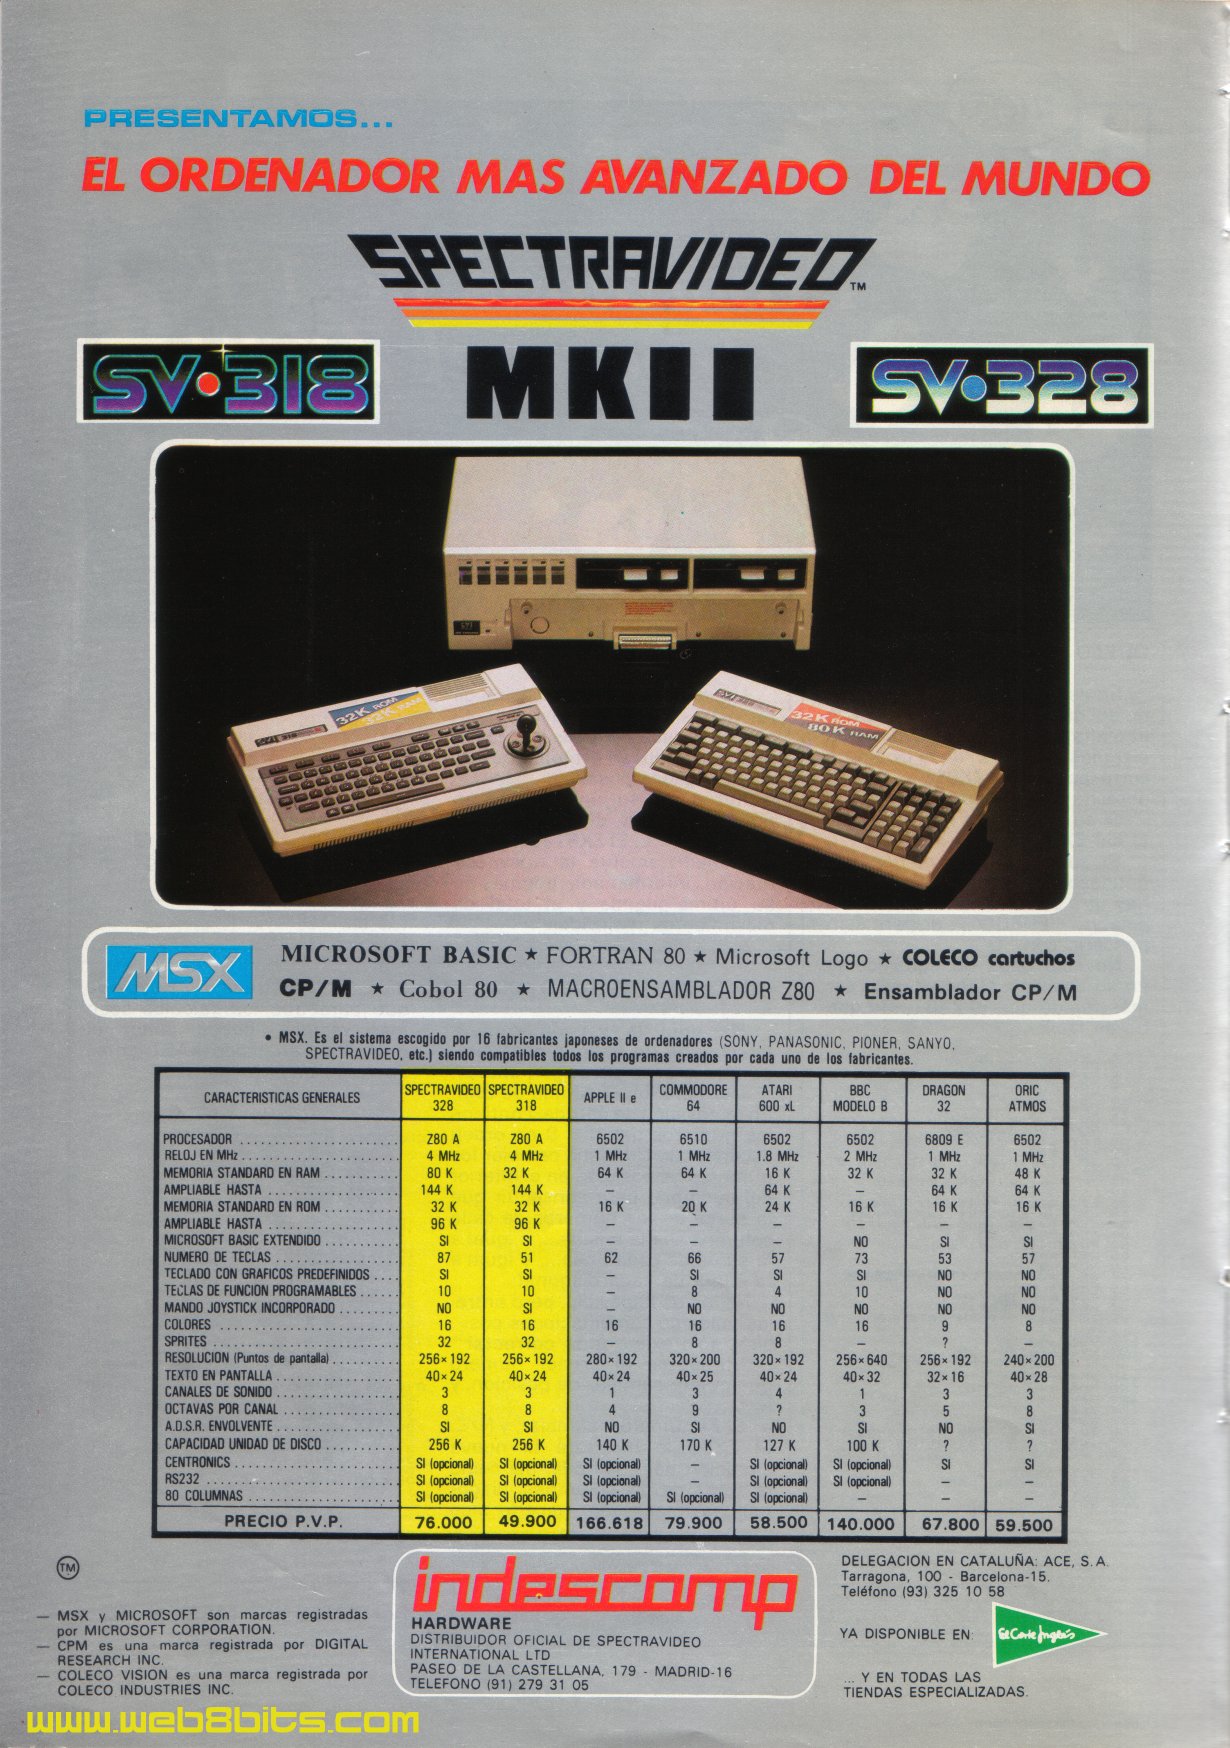 PRESENTAMOS...
EL ORDENADOR MAS AVANZADO DEL MUNDO
SPECTRAVIDEO TM
SV·318 MKII SV·328
32K ROM
32K RAM
32K ROM
80K RAM
MSX
MICROSOFT BASIC ★ FORTRAN 80 ★ Microsoft Logo ★ COLECO cartuchos
CP/M ★ Cobol 80 ★ MACROENSAMBLADOR Z80 ★ Ensamblador CP/M
• MSX. Es el sistema escogido por 16 fabricantes japoneses de ordenadores (SONY, PANASONIC, PIONER, SANYO,
SPECTRAVIDEO, etc.) siendo compatibles todos los programas creados por cada uno de los fabricantes.
CARACTERISTICAS GENERALES SPECTRAVIDEO 328 SPECTRAVIDEO 318 APPLE II e COMMODORE 64 ATARI 600 xL BBC MODELO B DRAGON 32 ORIC ATMOS
PROCESADOR Z80 A Z80 A 6502 6510 6502 6502 6809 E 6502
RELOJ EN MHz 4 MHz 4 MHz 1 MHz 1 MHz 1.8 MHz 2 MHz 1 MHz 1 MHz
MEMORIA STANDARD EN RAM 80 K 32 K 64 K 64 K 16 K 32 K 32 K 48 K
AMPLIABLE HASTA 144 K 144 K – – 64 K – 64 K 64 K
MEMORIA STANDARD EN ROM 32 K 32 K 16 K 20 K 24 K 16 K 16 K 16 K
AMPLIABLE HASTA 96 K 96 K – – – – – –
MICROSOFT BASIC EXTENDIDO SI SI – – – NO SI SI
NUMERO DE TECLAS 87 51 62 66 57 73 53 57
TECLADO CON GRAFICOS PREDEFINIDOS SI SI – SI SI SI NO NO
TECLAS DE FUNCION PROGRAMABLES 10 10 – 8 4 10 NO NO
MANDO JOYSTICK INCORPORADO NO SI – NO NO NO NO NO
COLORES 16 16 16 16 16 16 9 8
SPRITES 32 32 – 8 8 – ? –
RESOLUCION (Puntos de pantalla) 256×192 256×192 280×192 320×200 320×192 256×640 256×192 240×200
TEXTO EN PANTALLA 40×24 40×24 40×24 40×25 40×24 40×32 32×16 40×28
CANALES DE SONIDO 3 3 1 3 4 1 3 3
OCTAVAS POR CANAL 8 8 4 9 ? 3 5 8
A.D.S.R. ENVOLVENTE SI SI NO SI NO SI NO SI
CAPACIDAD UNIDAD DE DISCO 256 K 256 K 140 K 170 K 127 K 100 K ? ?
CENTRONICS SI (opcional) SI (opcional) SI (opcional) – SI (opcional) SI (opcional) SI SI
RS232 SI (opcional) SI (opcional) SI (opcional) – SI (opcional) SI (opcional) – –
80 COLUMNAS SI (opcional) SI (opcional) SI (opcional) SI (opcional) SI (opcional) – – –
PRECIO P.V.P. 76.000 49.900 166.618 79.900 58.500 140.000 67.800 59.500
TM
— MSX y MICROSOFT son marcas registradas
por MICROSOFT CORPORATION.
— CPM es una marca registrada por DIGITAL
RESEARCH INC.
— COLECO VISION es una marca registrada por
COLECO INDUSTRIES INC.
indescomp
HARDWARE
DISTRIBUIDOR OFICIAL DE SPECTRAVIDEO
INTERNATIONAL LTD
PASEO DE LA CASTELLANA, 179 - MADRID-16
TELEFONO (91) 279 31 05
DELEGACION EN CATALUÑA: ACE, S.A.
Tarragona, 100 - Barcelona-15.
Teléfono (93) 325 10 58
YA DISPONIBLE EN: El Corte Inglés
... Y EN TODAS LAS
TIENDAS ESPECIALIZADAS.
www.web8bits.com